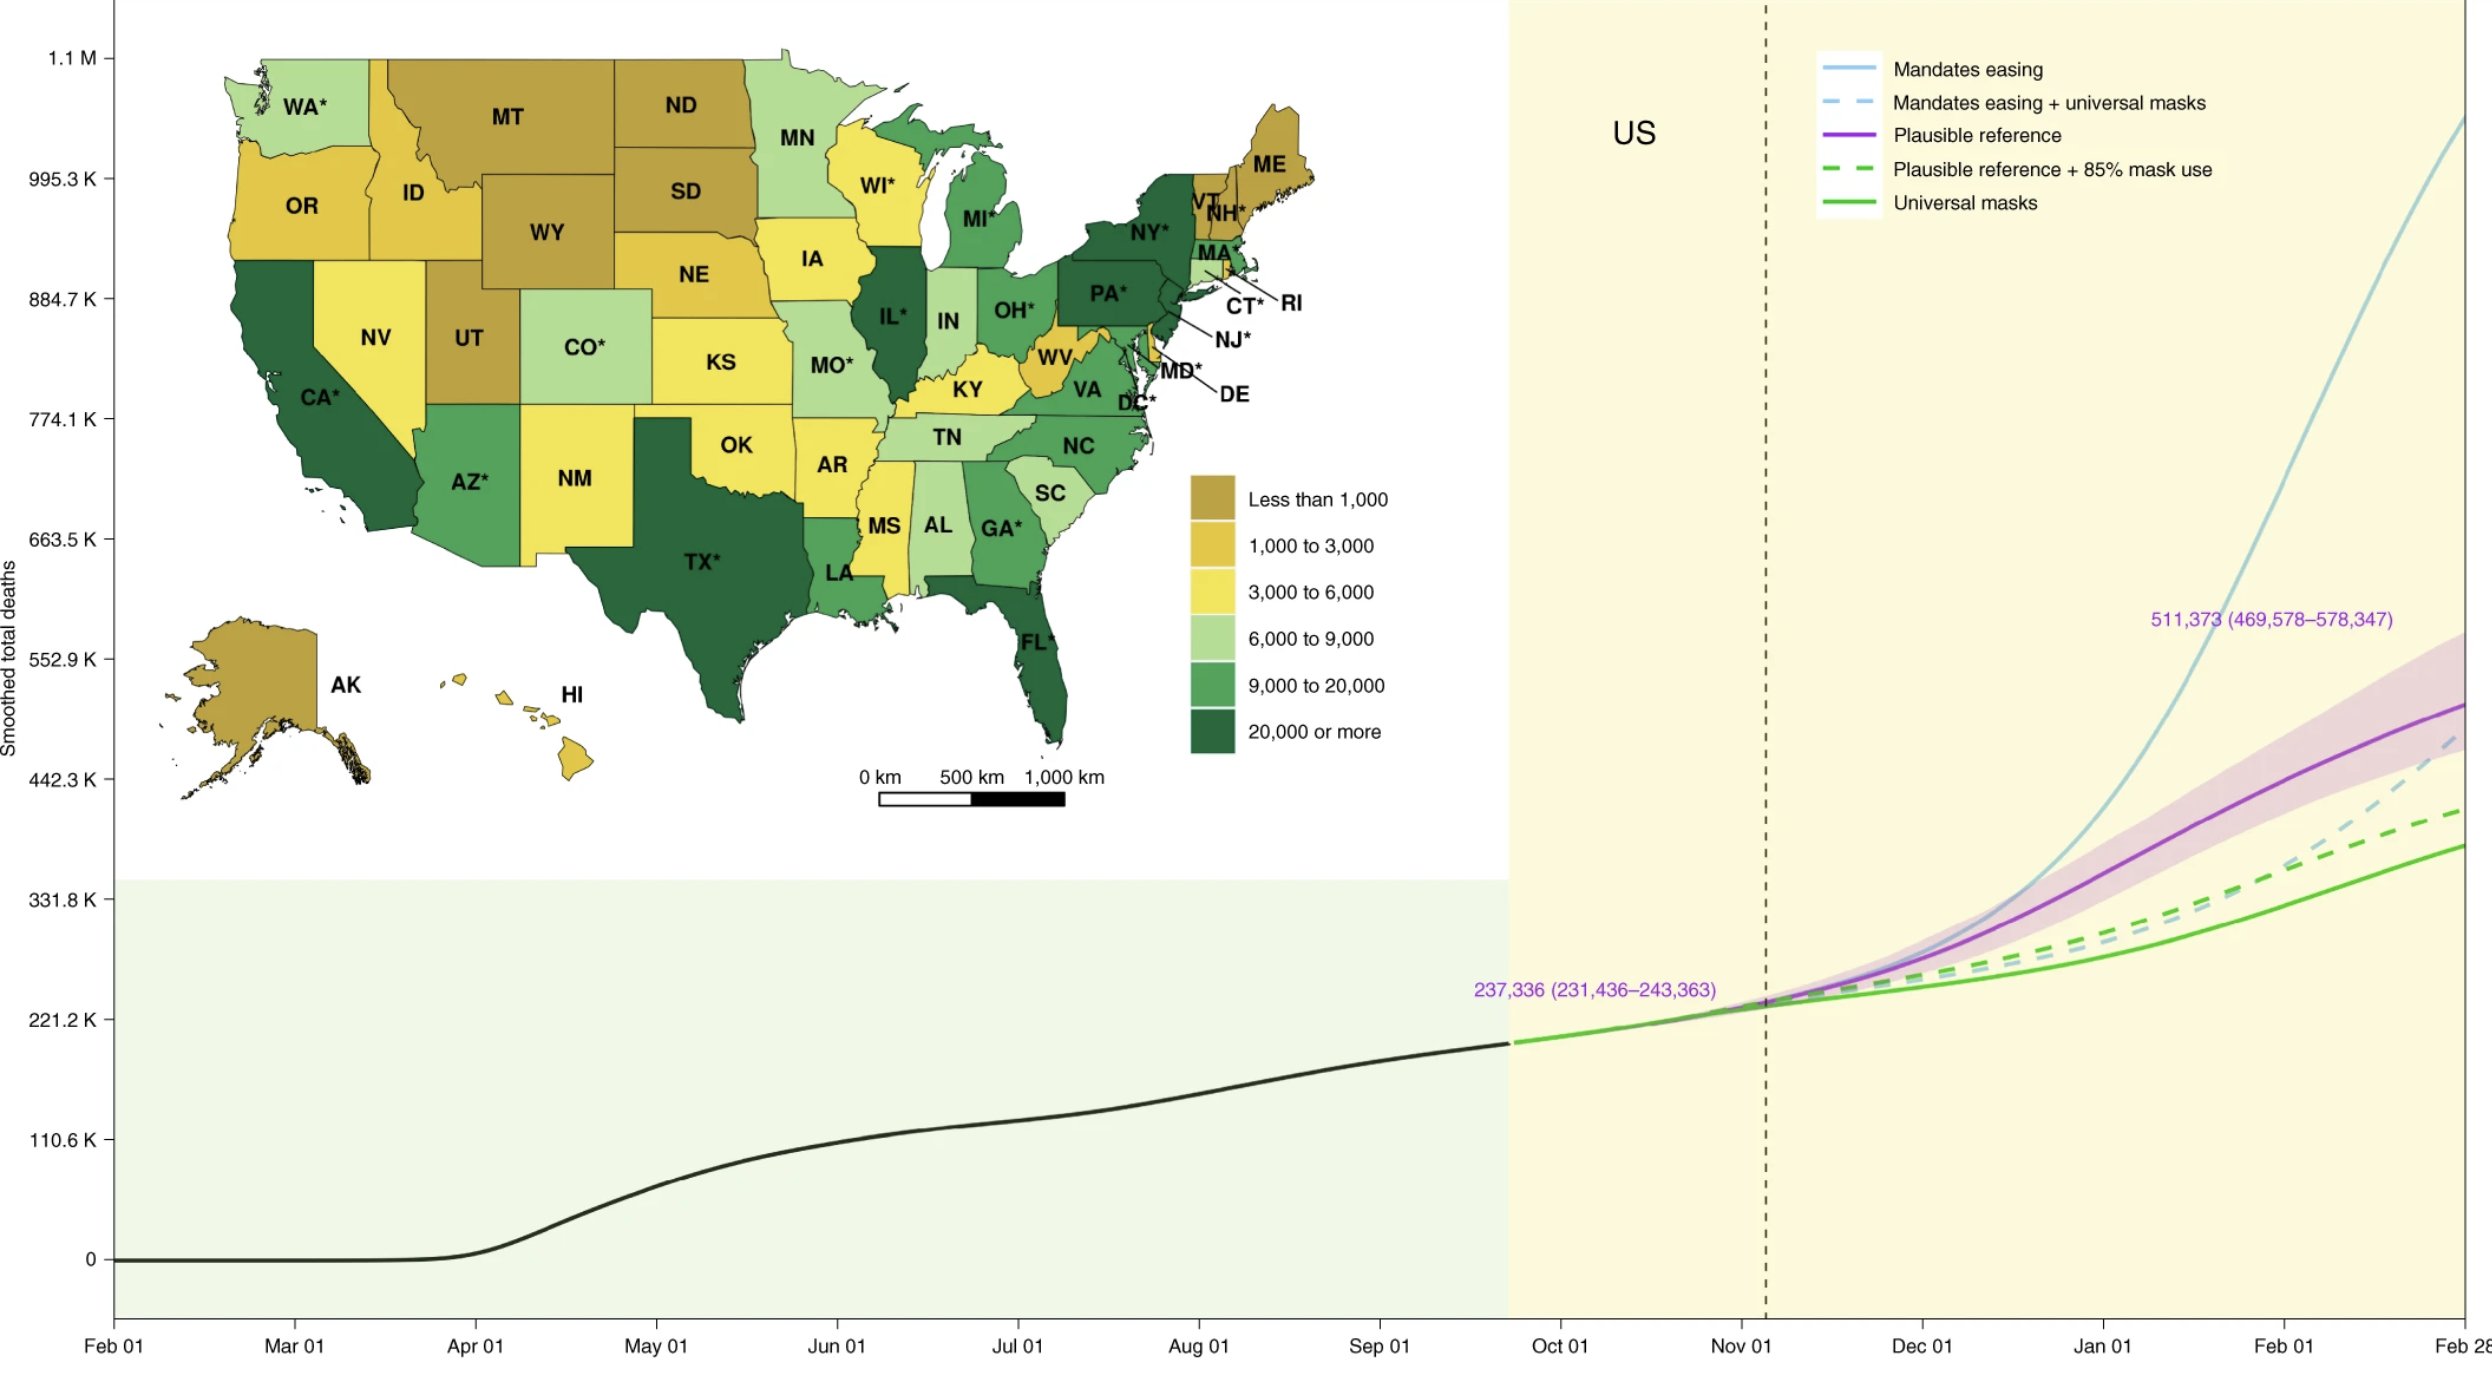 Smoothed total deaths
1.1 M
995.3 K
884.7 K
774.1 K
663.5 K
552.9 K
442.3 K
331.8 K
221.2 K
110.6 K
0
Feb 01
Mar 01
Apr 01
May 01
Jun 01
Jul 01
Aug 01
Sep 01
Oct 01
Nov 01
Dec 01
Jan 01
Feb 01
Feb 28
WA*
MT
ND
MN
OR
ID
WY
SD
WI*
MI*
NY*
VT
NH*
ME
MA*
CT*
RI
NV
UT
CO*
NE
IA
IL*
IN
OH*
PA*
NJ*
CA*
KS
MO*
KY
WV
VA
MD*
DE
DC*
AZ*
NM
OK
AR
TN
NC
SC
TX*
LA
MS
AL
GA*
FL*
AK
HI
Less than 1,000
1,000 to 3,000
3,000 to 6,000
6,000 to 9,000
9,000 to 20,000
20,000 or more
0 km 500 km 1,000 km
US
Mandates easing
Mandates easing + universal masks
Plausible reference
Plausible reference + 85% mask use
Universal masks
511,373 (469,578–578,347)
237,336 (231,436–243,363)